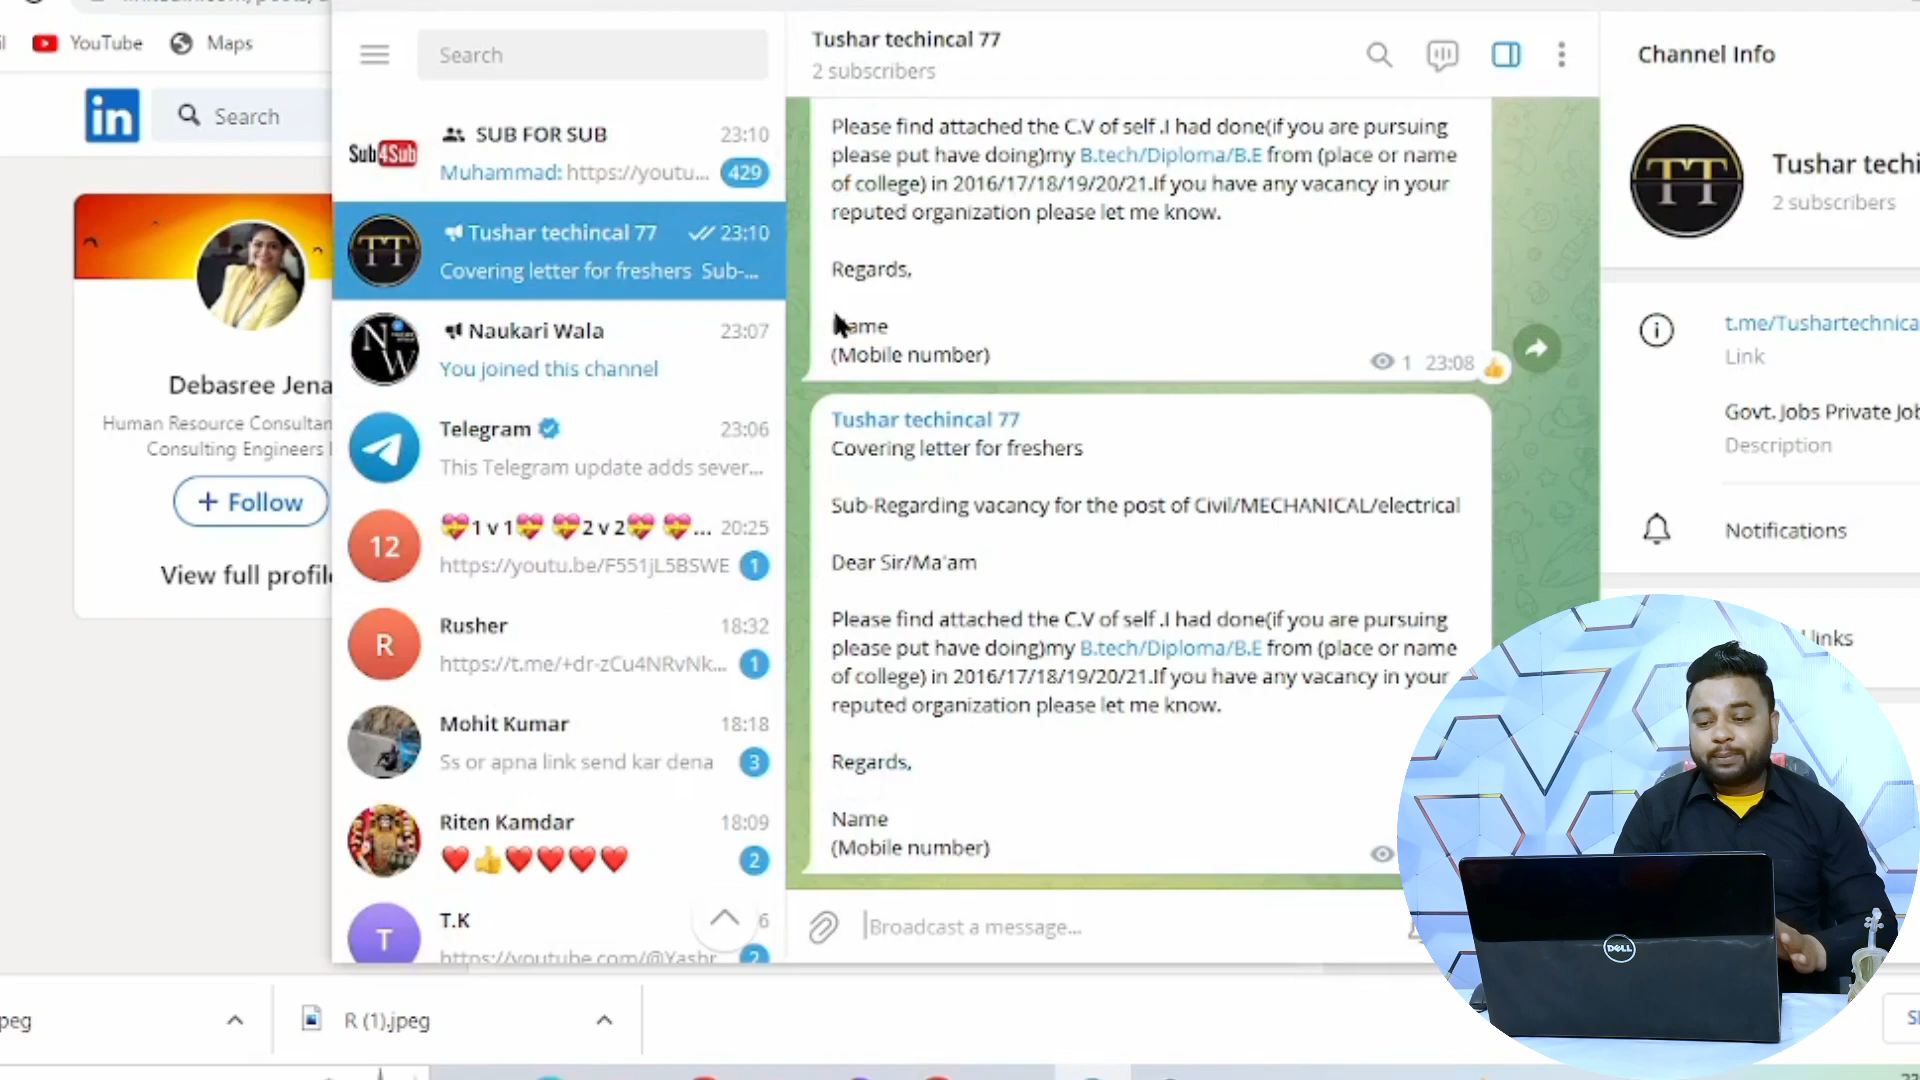 YouTube
Maps
in
Search
Debasree Jena
Human Resource Consultan
Consulting Engineers
+ Follow
View full profile
Search
SUB FOR SUB 23:10
Sub4Sub
Muhammad: https://youtu... 429
TT
Tushar techincal 77 23:10
Covering letter for freshers Sub-...
NW
Naukari Wala 23:07
You joined this channel
Telegram 23:06
This Telegram update adds sever...
12
💝1 v 1💝 💝2 v 2💝 💝... 20:25
https://youtu.be/F551jL5BSWE 1
R
Rusher 18:32
https://t.me/+dr-zCu4NRvNk... 1
Mohit Kumar 18:18
Ss or apna link send kar dena 3
Riten Kamdar 18:09
❤️👍❤️❤️❤️❤️ 2
T
T.K 6
https://youtube.com/@Yashr 2
Tushar techincal 77
2 subscribers
Please find attached the C.V of self .I had done(if you are pursuing
please put have doing)my B.tech/Diploma/B.E from (place or name
of college) in 2016/17/18/19/20/21.If you have any vacancy in your
reputed organization please let me know.
Regards,
Name
(Mobile number)
1 23:08 👍
Tushar techincal 77
Covering letter for freshers
Sub-Regarding vacancy for the post of Civil/MECHANICAL/electrical
Dear Sir/Ma'am
Please find attached the C.V of self .I had done(if you are pursuing
please put have doing)my B.tech/Diploma/B.E from (place or name
of college) in 2016/17/18/19/20/21.If you have any vacancy in your
reputed organization please let me know.
Regards,
Name
(Mobile number)
Broadcast a message...
Channel Info
TT
Tushar techi
2 subscribers
t.me/Tushartechnica
Link
Govt. Jobs Private Job
Description
Notifications
links
DELL
peg
R (1).jpeg